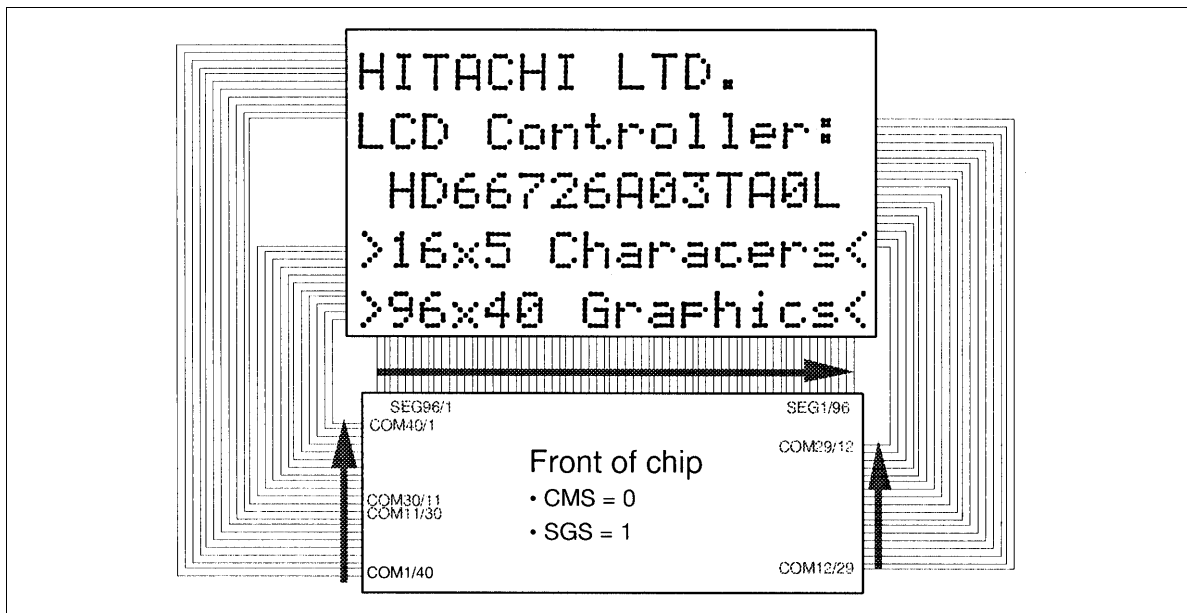 HITACHI LTD.
LCD Controller:
HD66726A03TA0L
>16x5 Characers<
>96x40 Graphics<
SEG96/1
SEG1/96
COM40/1
COM29/12
Front of chip
• CMS = 0
• SGS = 1
COM30/11
COM11/30
COM1/40
COM12/29